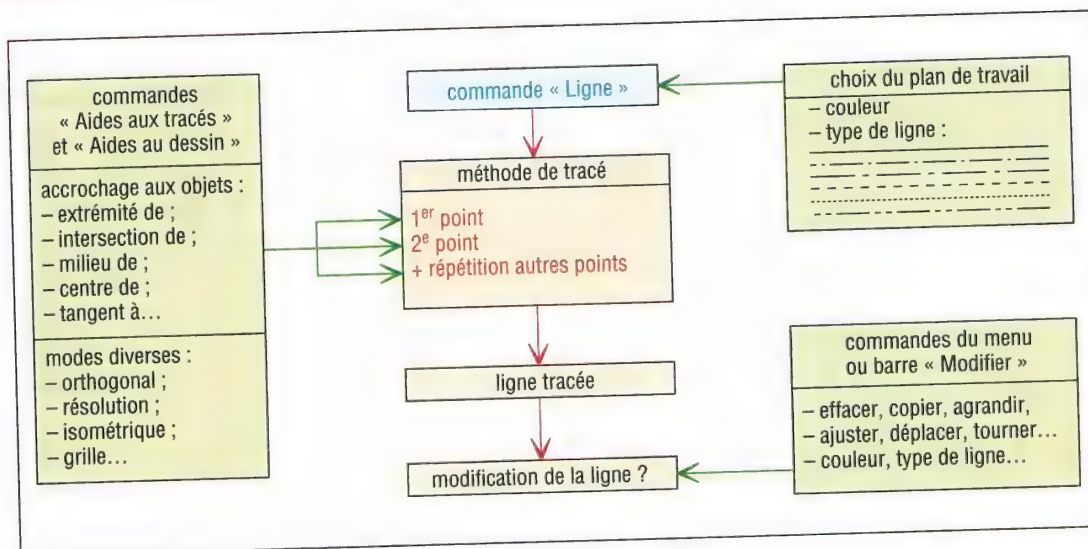 commandes
« Aides aux tracés »
et « Aides au dessin »
accrochage aux objets :
– extrémité de ;
– intersection de ;
– milieu de ;
– centre de ;
– tangent à…
modes diverses :
– orthogonal ;
– résolution ;
– isométrique ;
– grille…
commande « Ligne »
méthode de tracé
1er point
2e point
+ répétition autres points
ligne tracée
modification de la ligne ?
choix du plan de travail
– couleur
– type de ligne :
commandes du menu
ou barre « Modifier »
– effacer, copier, agrandir,
– ajuster, déplacer, tourner…
– couleur, type de ligne…